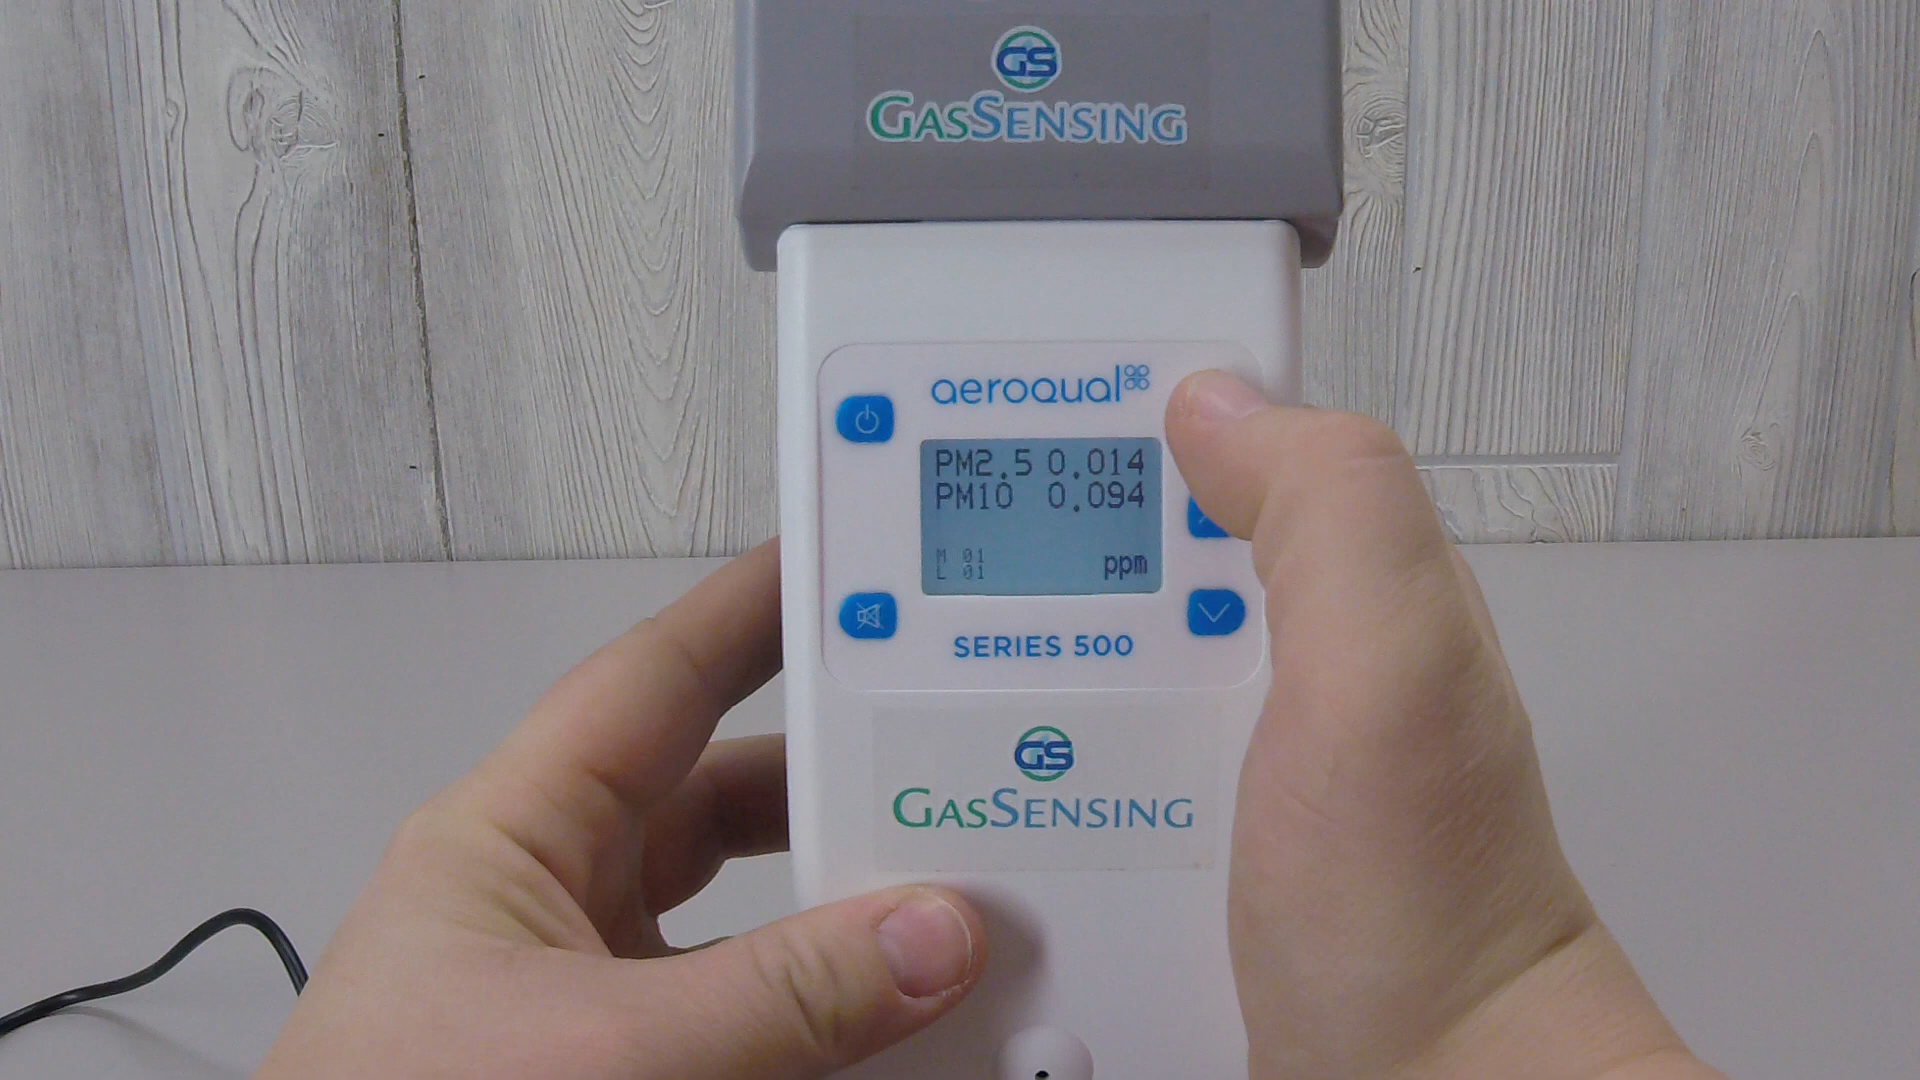 GS
GASSENSING
aeroqual
PM2.5 0.014
PM10 0.094
M 01
L 01 ppm
SERIES 500
GS
GASSENSING